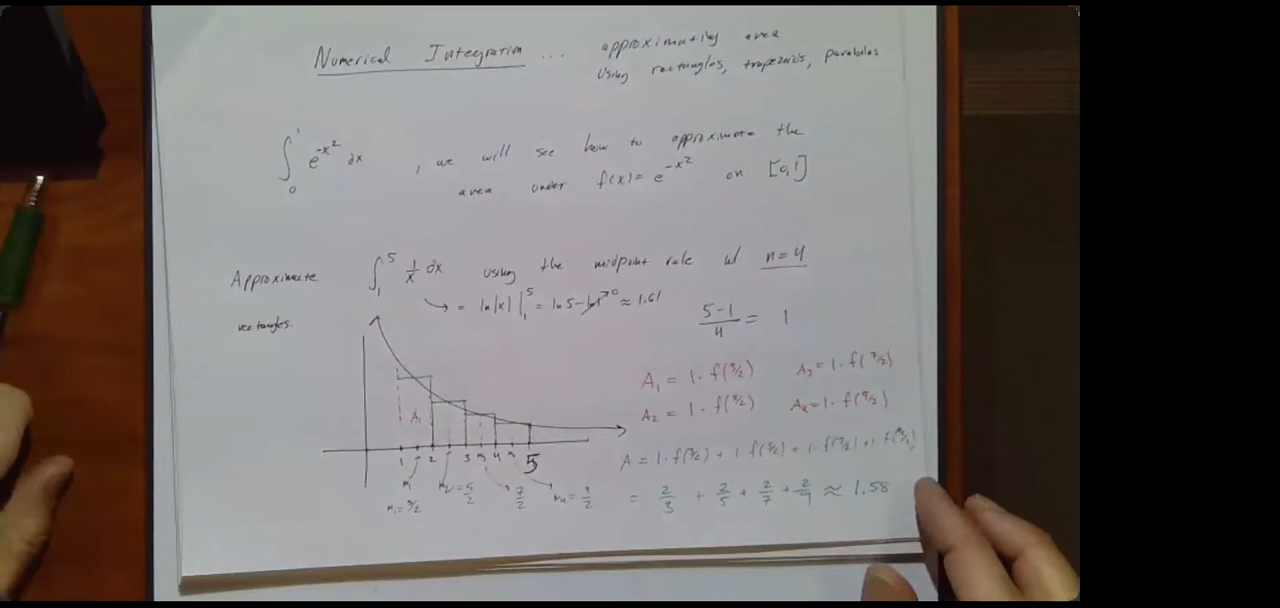 Numerical Integration ... approximating area
using rectangles, trapezoids, parabolas
∫₀¹ e^{-x²} dx , we will see how to approximate the
area under f(x) = e^{-x²} on [0,1]
Approximate ∫₁⁵ 1/x dx using the midpoint rule w/ n=4
rectangles.
→ = ln|x| |₁⁵ = ln 5 - ln 1 → 0 ≈ 1.61
5-1/4 = 1
A₁ = 1·f(3/2) A₃ = 1·f(7/2)
A₂ = 1·f(5/2) A₄ = 1·f(9/2)
A₁
1 2 3 4 5
A = 1·f(3/2) + 1·f(5/2) + 1·f(7/2) + 1·f(9/2)
= 2/3 + 2/5 + 2/7 + 2/9 ≈ 1.58
m₁ = 3/2
m₂ = 5/2
7/2
m₄ = 9/2